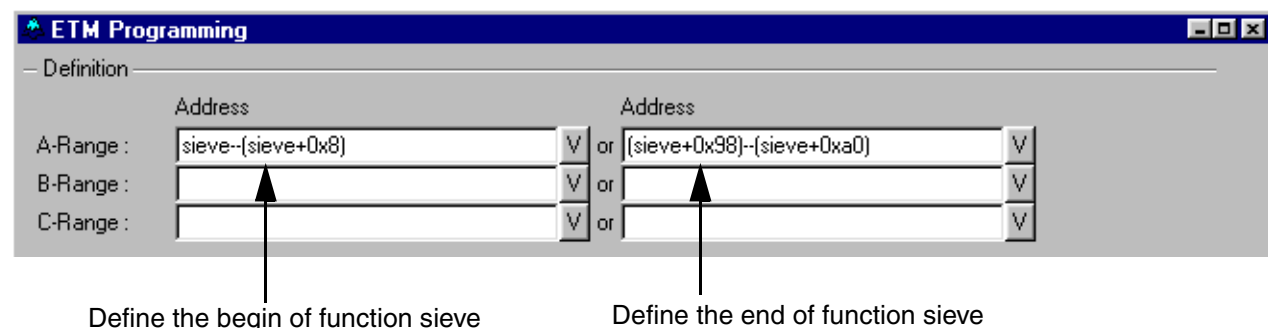 ETM Programming
Definition
Address Address
A-Range : sieve--(sieve+0x8) V or (sieve+0x98)--(sieve+0xa0) V
B-Range : V or V
C-Range : V or V
Define the begin of function sieve Define the end of function sieve